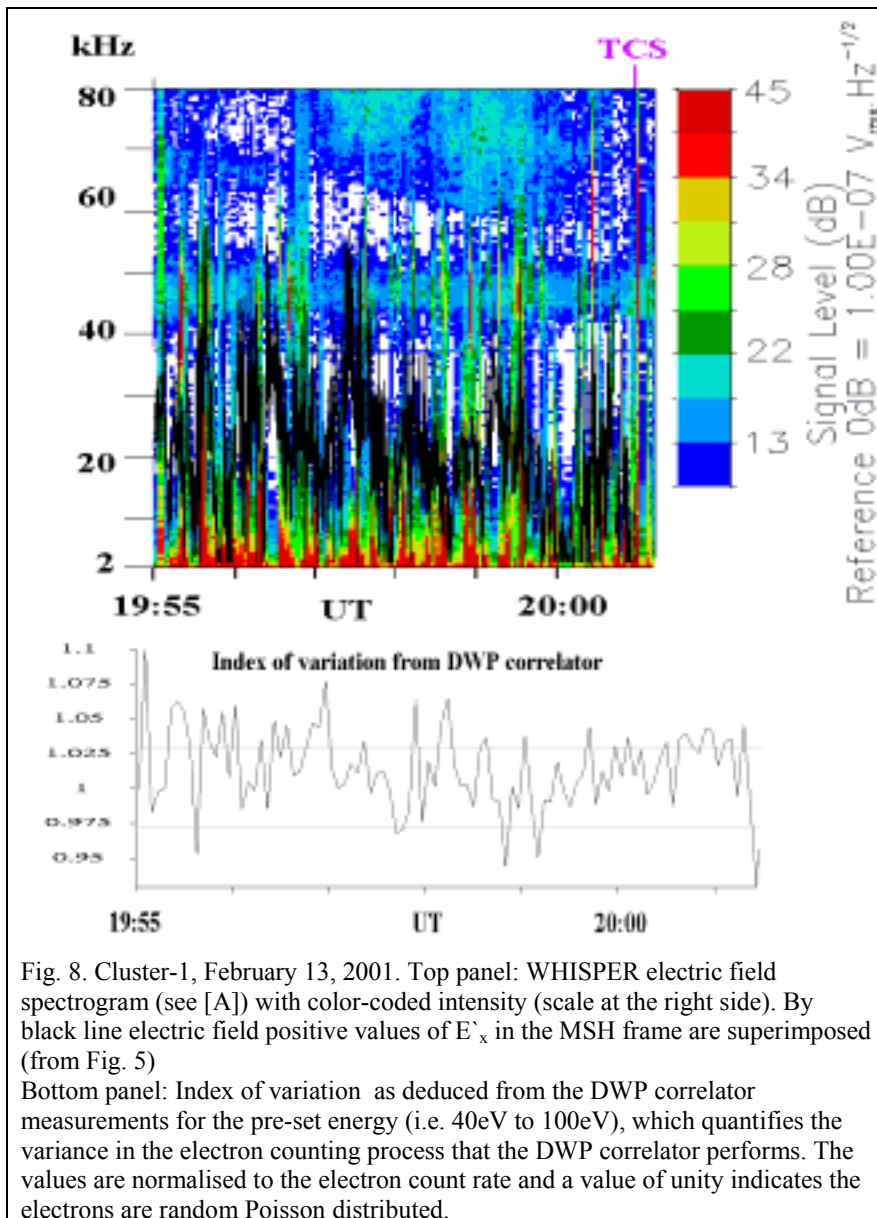 kHz
TCS
80
60
40
20
2
19:55
UT
20:00
45
34
28
22
13
Signal Level (dB)
Reference 0dB = 1.00E-07 Vrms. Hz-1/2
Index of variation from DWP correlator
1.1
1.075
1.05
1.025
1
0.975
0.95
19:55
UT
20:00
Fig. 8. Cluster-1, February 13, 2001. Top panel: WHISPER electric field
spectrogram (see [A]) with color-coded intensity (scale at the right side). By
black line electric field positive values of E`x in the MSH frame are superimposed
(from Fig. 5)
Bottom panel: Index of variation as deduced from the DWP correlator
measurements for the pre-set energy (i.e. 40eV to 100eV), which quantifies the
variance in the electron counting process that the DWP correlator performs. The
values are normalised to the electron count rate and a value of unity indicates the
electrons are random Poisson distributed.